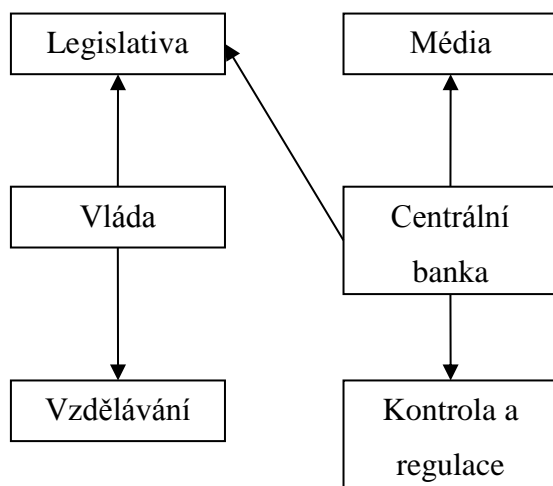 Legislativa
Média
Vláda
Centrální
banka
Vzdělávání
Kontrola a
regulace